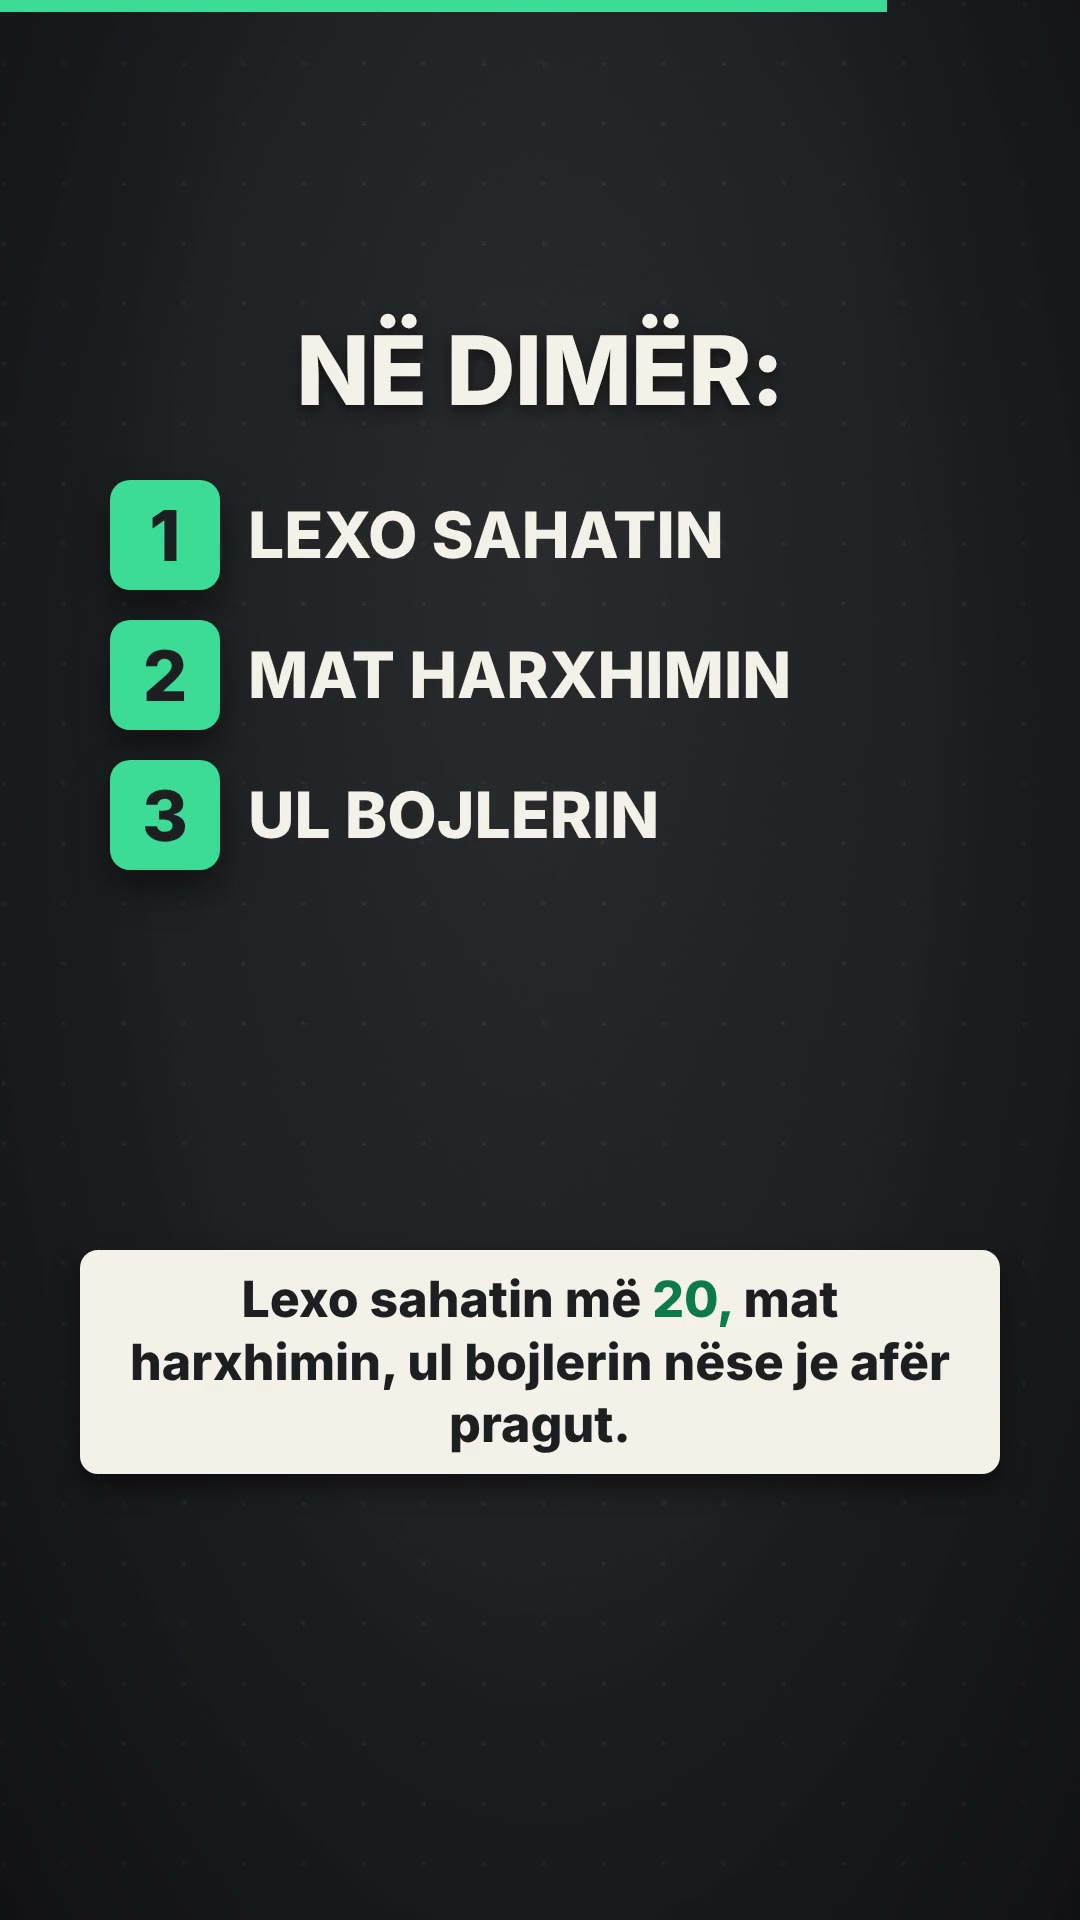 NË DIMËR:
1 LEXO SAHATIN
2 MAT HARXHIMIN
3 UL BOJLERIN
Lexo sahatin më 20, mat
harxhimin, ul bojlerin nëse je afër
pragut.